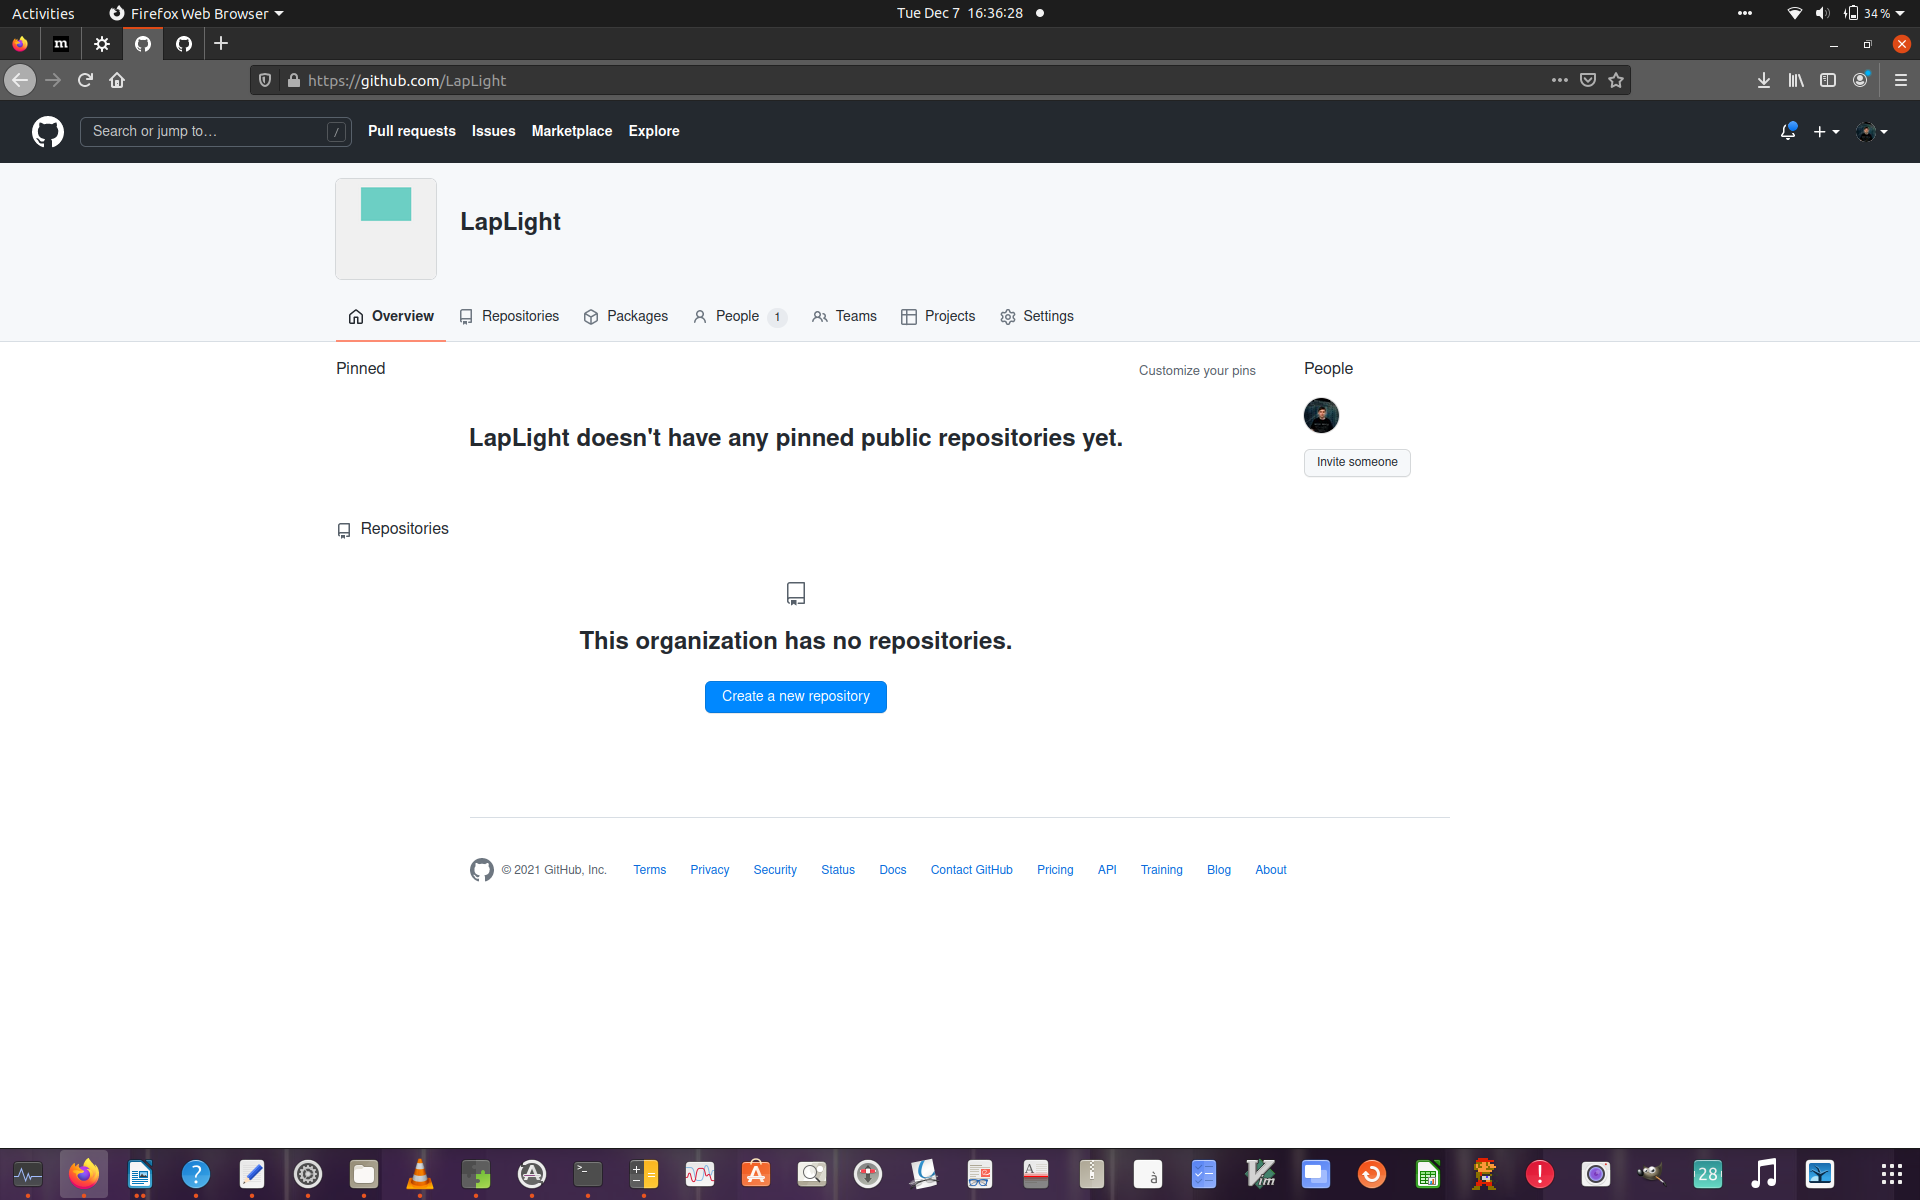 Activities Firefox Web Browser Tue Dec 7 16:36:28 34 %
m
https://github.com/LapLight
Search or jump to… / Pull requests Issues Marketplace Explore
LapLight
Overview Repositories Packages People 1 Teams Projects Settings
Pinned Customize your pins People
LapLight doesn't have any pinned public repositories yet.
Invite someone
Repositories
This organization has no repositories.
Create a new repository
© 2021 GitHub, Inc. Terms Privacy Security Status Docs Contact GitHub Pricing API Training Blog About
28